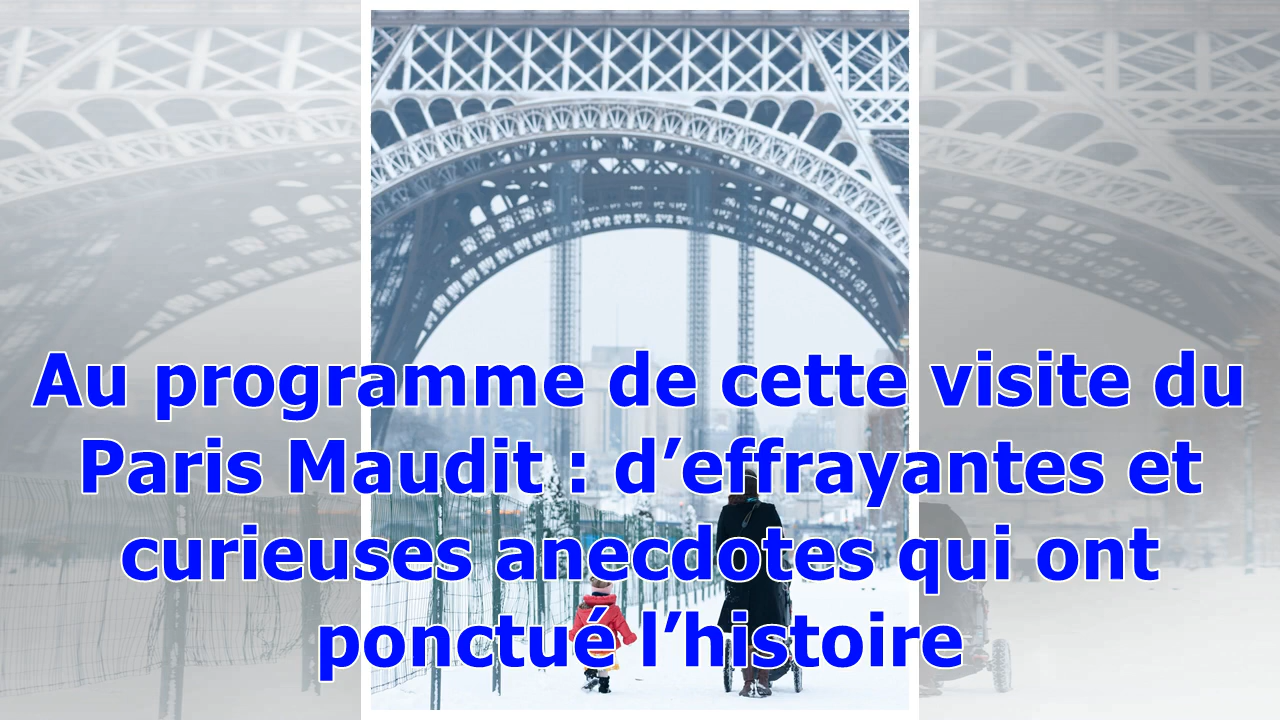 Au programme de cette visite du
Paris Maudit : d’effrayantes et
curieuses anecdotes qui ont
ponctué l’histoire